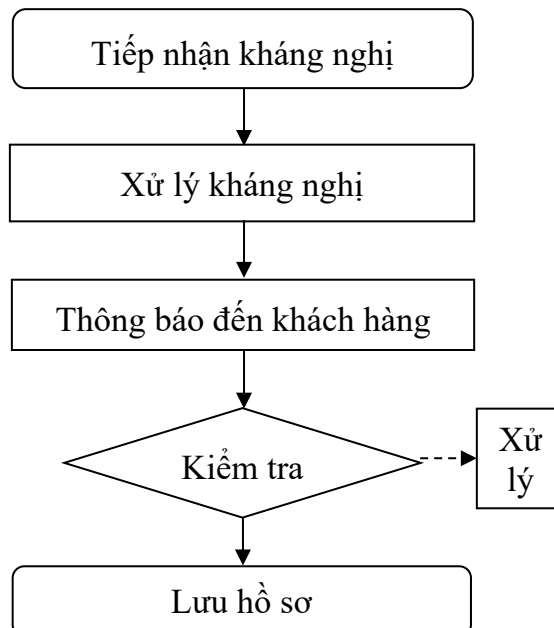 Tiếp nhận kháng nghị
Xử lý kháng nghị
Thông báo đến khách hàng
Kiểm tra
Xử
lý
Lưu hồ sơ